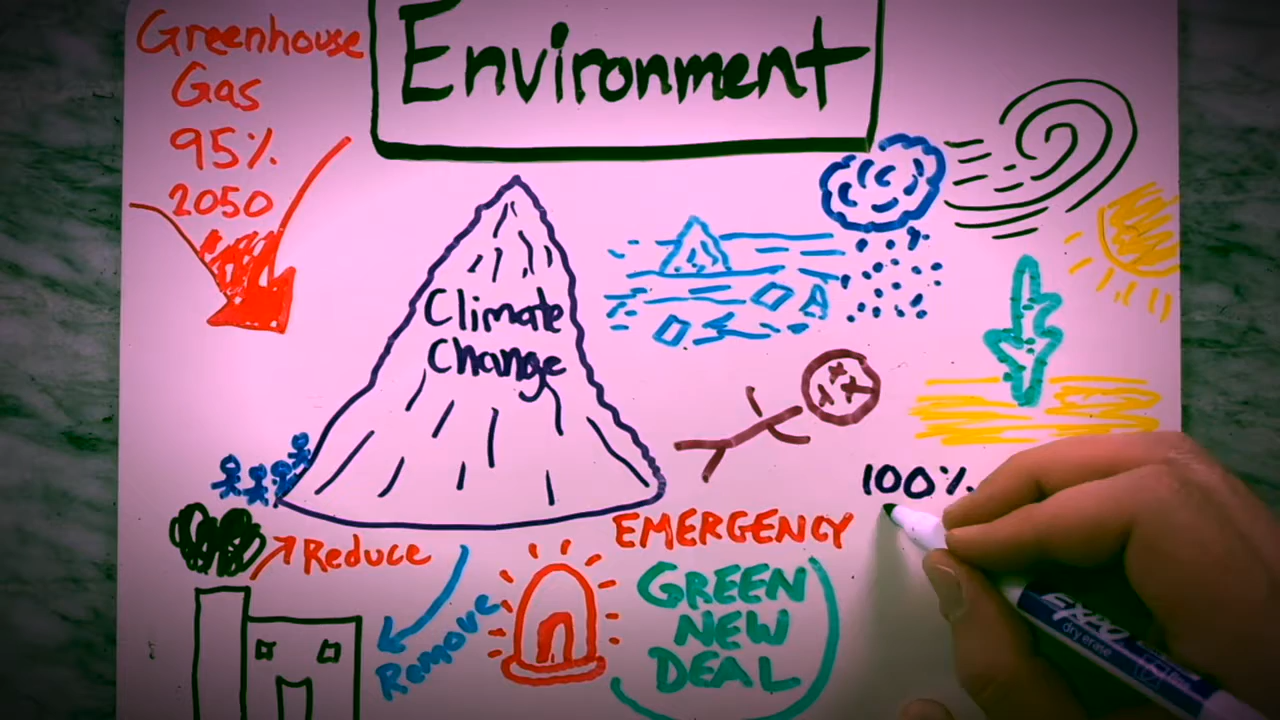 Environment
Greenhouse
Gas
95%
2050
Climate
Change
100%
EMERGENCY
Reduce
Remove
GREEN
NEW
DEAL
EXPO
dry erase